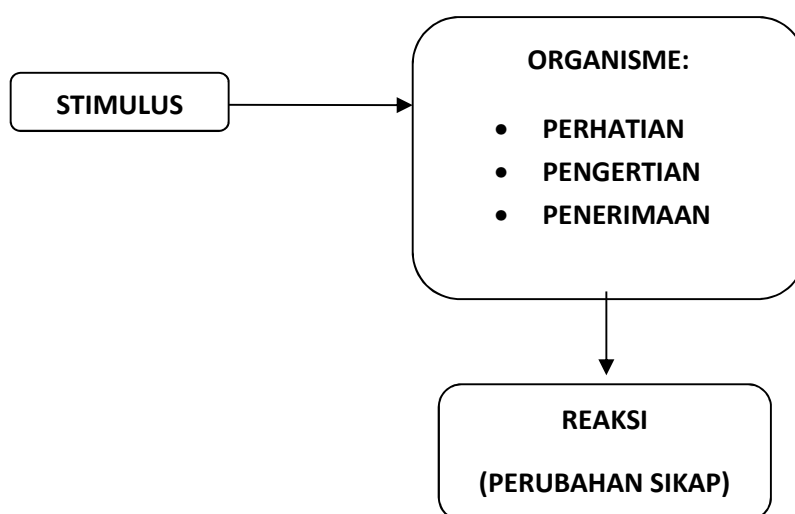 STIMULUS
ORGANISME:
• PERHATIAN
• PENGERTIAN
• PENERIMAAN
REAKSI
(PERUBAHAN SIKAP)